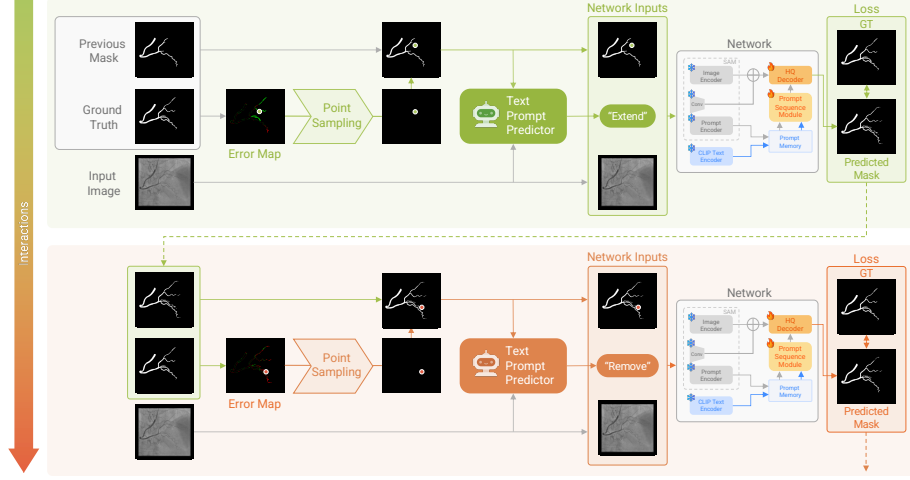 Interactions
Previous
Mask
Ground
Truth
Input
Image
Error Map
Point
Sampling
Text
Prompt
Predictor
Network Inputs
"Extend"
Network
SAM
Image
Encoder
Conv
Prompt
Encoder
CLIP Text
Encoder
HQ
Decoder
Prompt
Sequence
Module
Prompt
Memory
Loss
GT
Predicted
Mask
Error Map
Point
Sampling
Text
Prompt
Predictor
Network Inputs
"Remove"
Network
SAM
Image
Encoder
Conv
Prompt
Encoder
CLIP Text
Encoder
HQ
Decoder
Prompt
Sequence
Module
Prompt
Memory
Loss
GT
Predicted
Mask